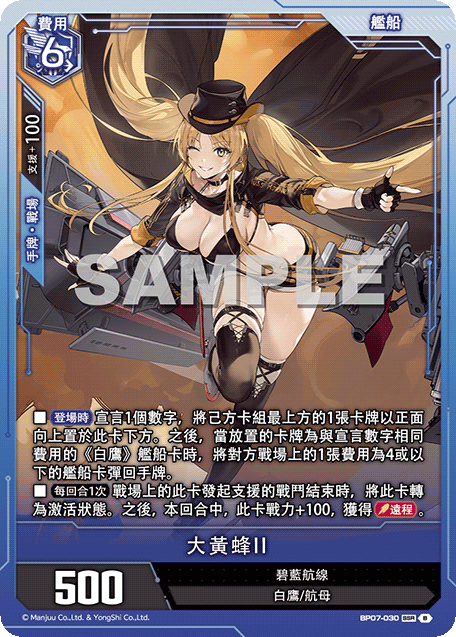 費用
6
艦船
支援+100
手牌・戰場
SAMPLE
■ 登場時 宣言1個數字，將己方卡組最上方的1張卡牌以正面
向上置於此卡下方。之後，當放置的卡牌為與宣言數字相同
費用的《白鷹》艦船卡時，將對方戰場上的1張費用為4或以
下的艦船卡彈回手牌。
■ 每回合1次 戰場上的此卡發起支援的戰鬥結束時，將此卡轉
為激活狀態。之後，本回合中，此卡戰力+100，獲得 遠程 。
大黃蜂II
500
碧藍航線
白鷹/航母
© Manjuu Co.,Ltd. & YongShi Co.,Ltd.
BP07-030 SSR B